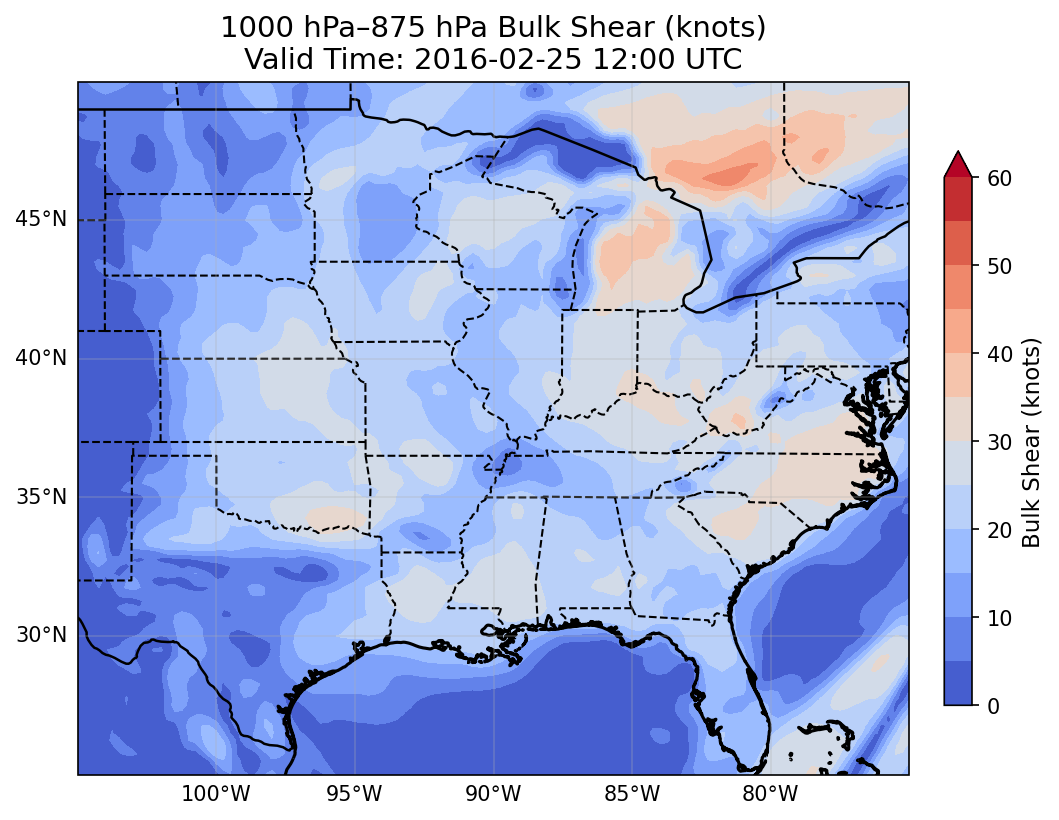 1000 hPa–875 hPa Bulk Shear (knots)
Valid Time: 2016-02-25 12:00 UTC
45°N
40°N
35°N
30°N
100°W
95°W
90°W
85°W
80°W
60
50
40
30
20
10
0
Bulk Shear (knots)